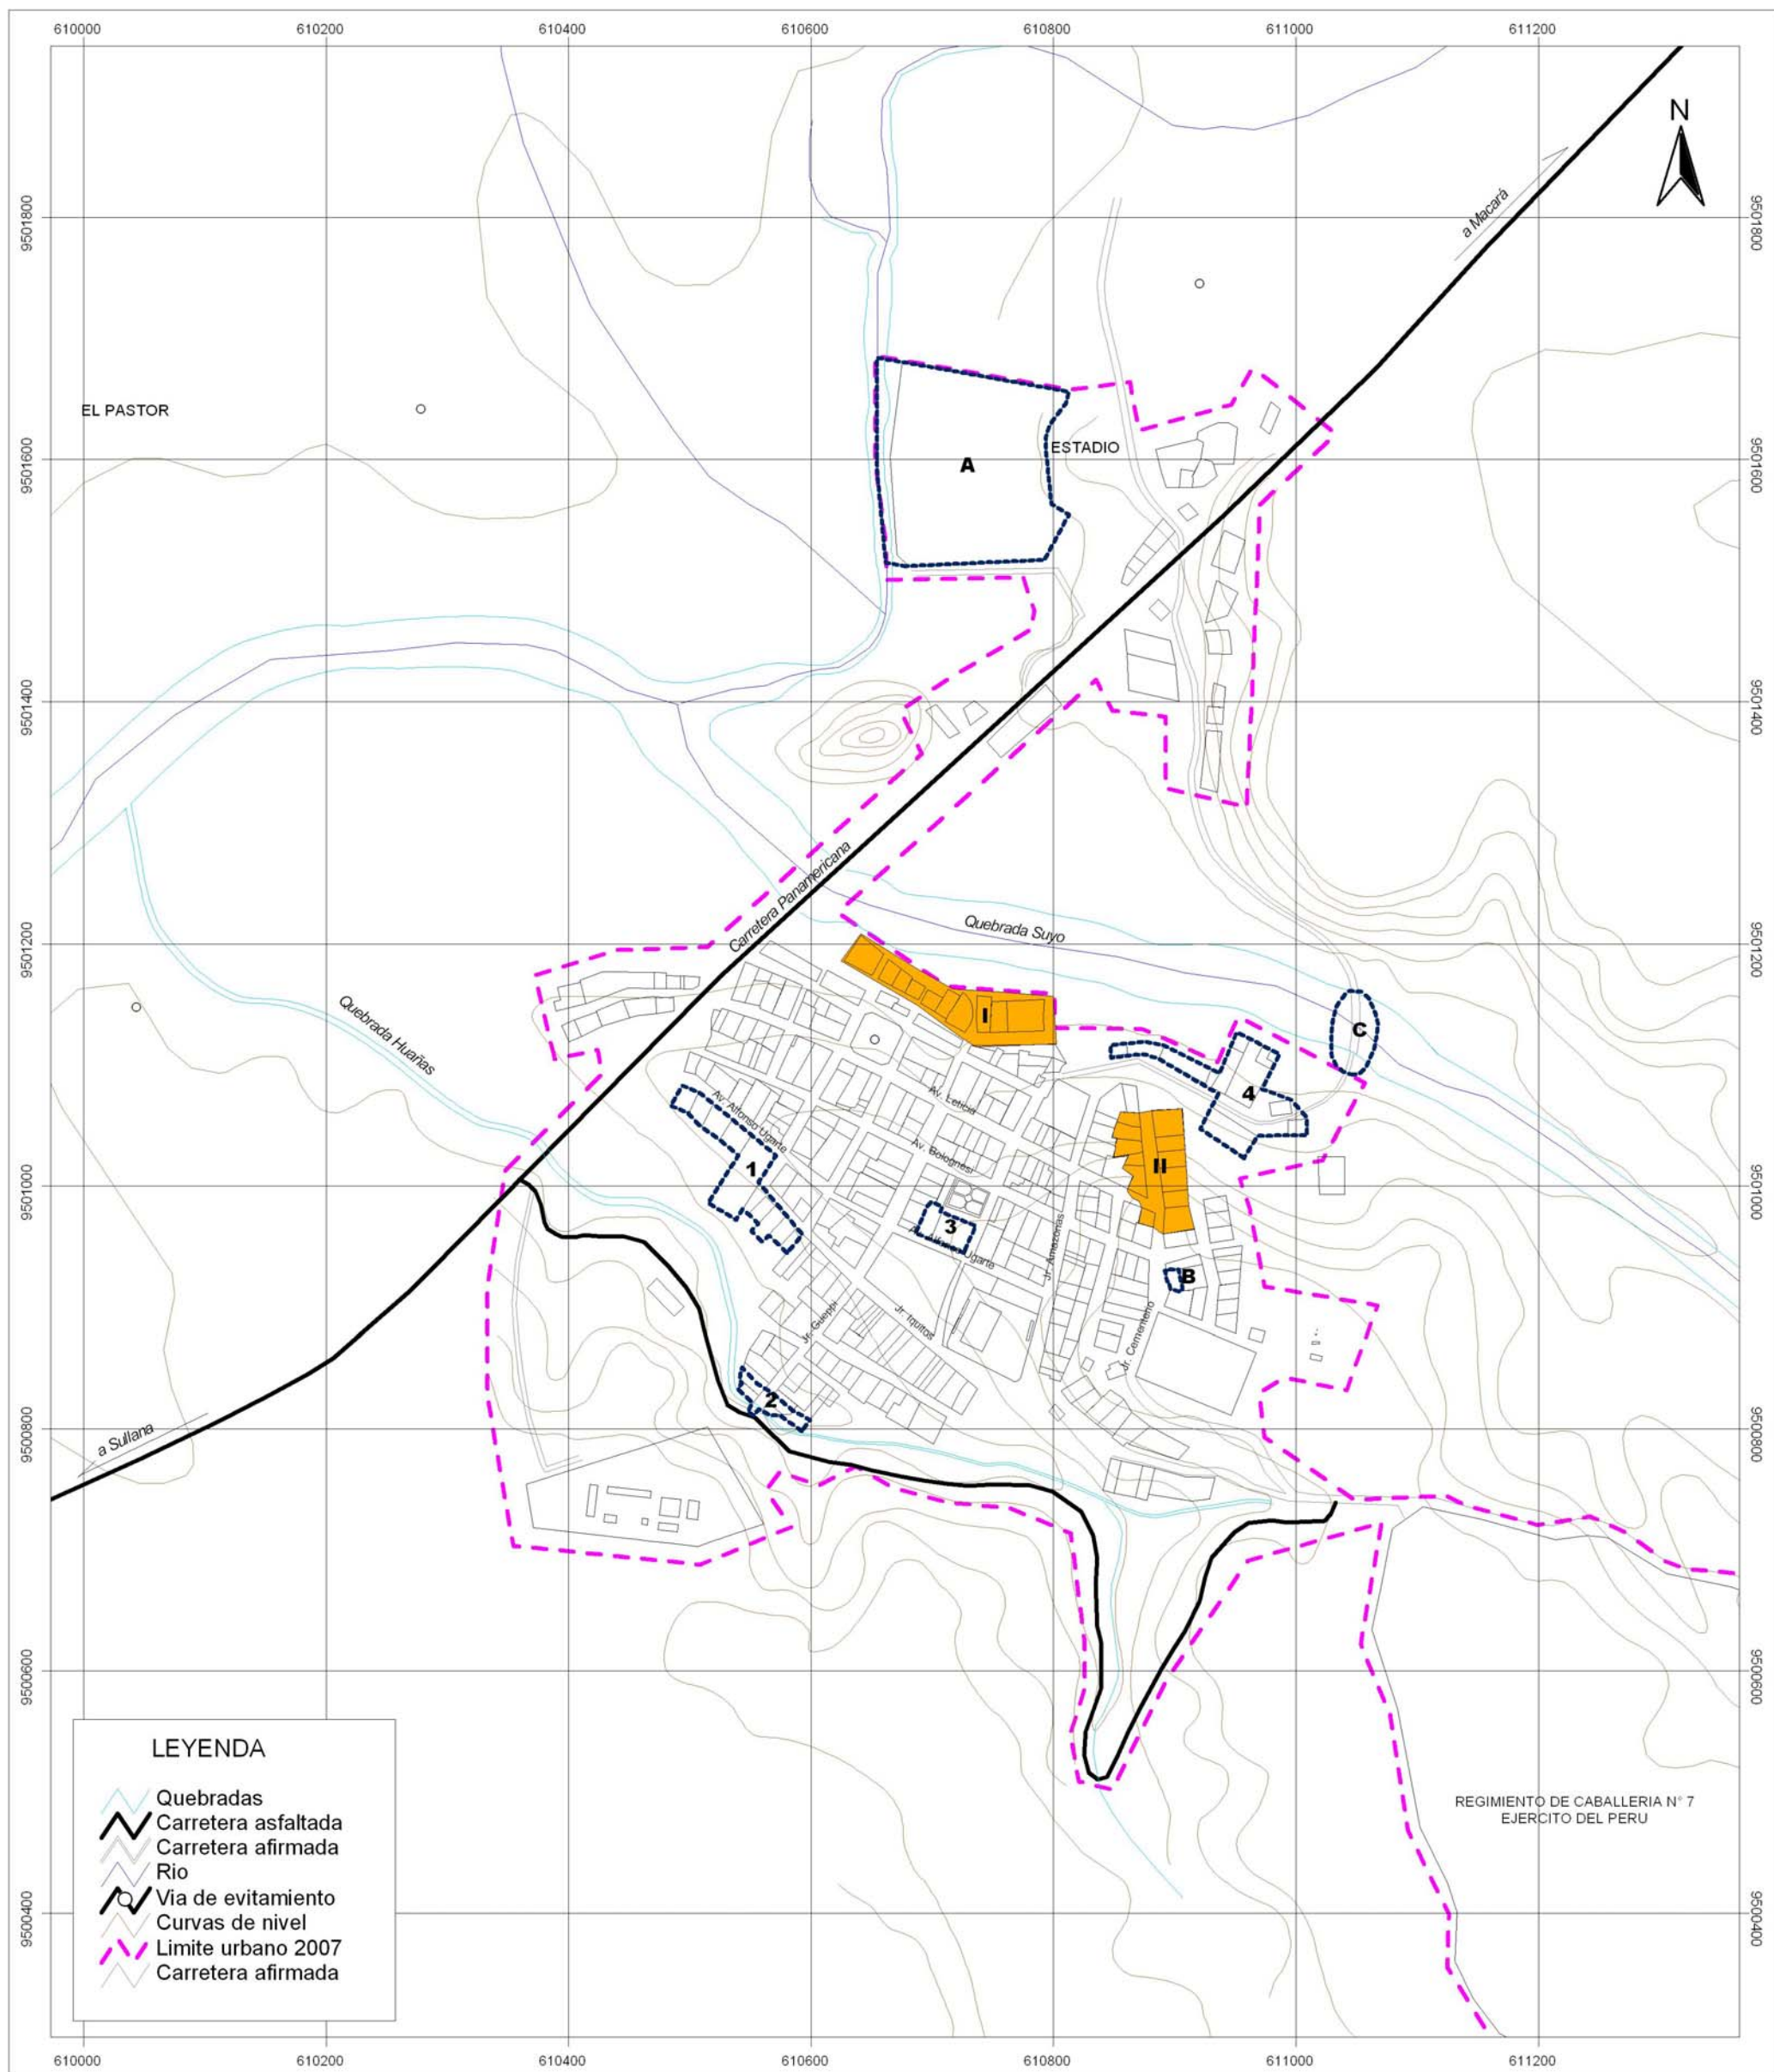 610000
610200
610400
610600
610800
611000
611200
N
9501800
a Macará
9501800
EL PASTOR
ESTADIO
9501600
A
9501600
9501400
9501400
Carretera Panamericana
Quebrada Suyo
9501200
9501200
Quebrada Huañas
I
C
Av. Alfonso Ugarte
Av. Leticia
4
Av. Bolognesi
1
II
9501000
9501000
3
Av. Alfonso Ugarte
Jr. Amazonas
B
Jr. Gueppi
Jr. Iquitos
Jr. Cementerio
2
a Sullana
9500800
9500800
9500600
9500600
LEYENDA
Quebradas
Carretera asfaltada
Carretera afirmada
Rio
Via de evitamiento
Curvas de nivel
Limite urbano 2007
Carretera afirmada
REGIMIENTO DE CABALLERIA N° 7
EJERCITO DEL PERU
9500400
9500400
610000
610200
610400
610600
610800
611000
611200